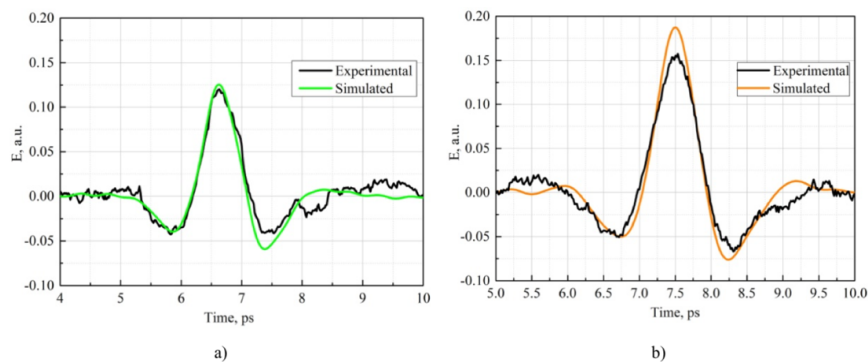 0.20
0.15
0.10
0.05
0.00
-0.05
-0.10
E, a.u.
Experimental
Simulated
4 5 6 7 8 9 10
Time, ps
a)
0.20
0.15
0.10
0.05
0.00
-0.05
-0.10
E, a.u.
Experimental
Simulated
5.0 5.5 6.0 6.5 7.0 7.5 8.0 8.5 9.0 9.5 10.0
Time, ps
b)